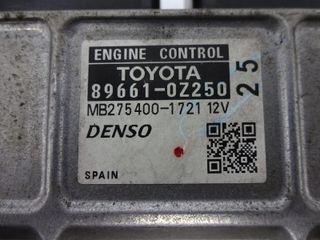 ENGINE CONTROL
TOYOTA
89661-0Z250
MB275400-1721 12V
DENSO
SPAIN
25